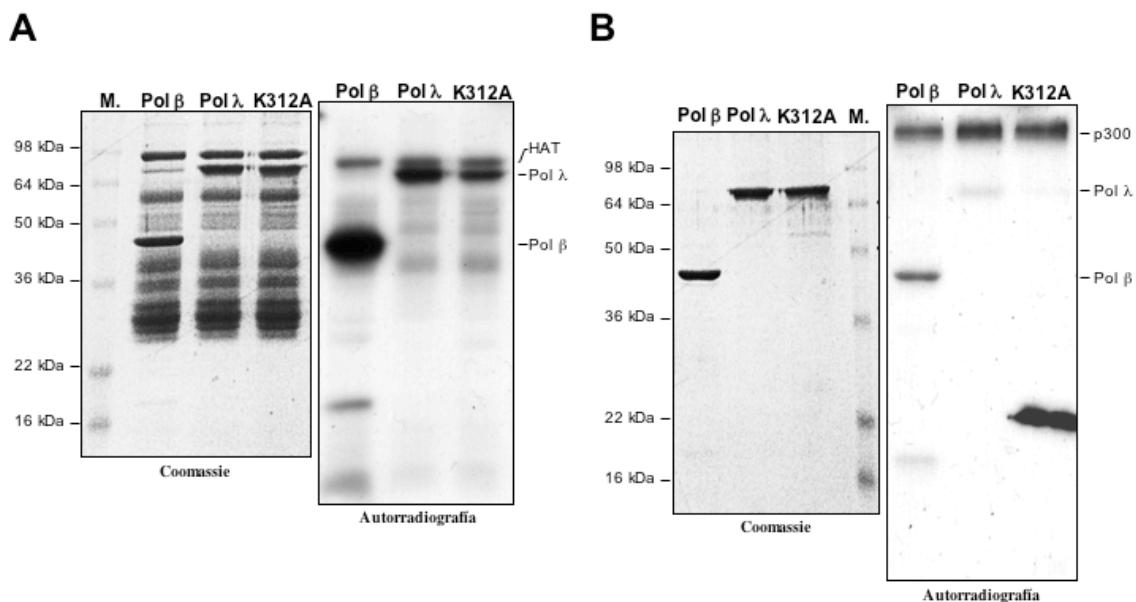 A
M. Pol β Pol λ K312A
98 kDa
64 kDa
50 kDa
36 kDa
22 kDa
16 kDa
Coomassie
Pol β Pol λ K312A
HAT
Pol λ
Pol β
Autorradiografía
B
Pol β Pol λ K312A M.
98 kDa
64 kDa
50 kDa
36 kDa
22 kDa
16 kDa
Coomassie
Pol β Pol λ K312A
p300
Pol λ
Pol β
Autorradiografía